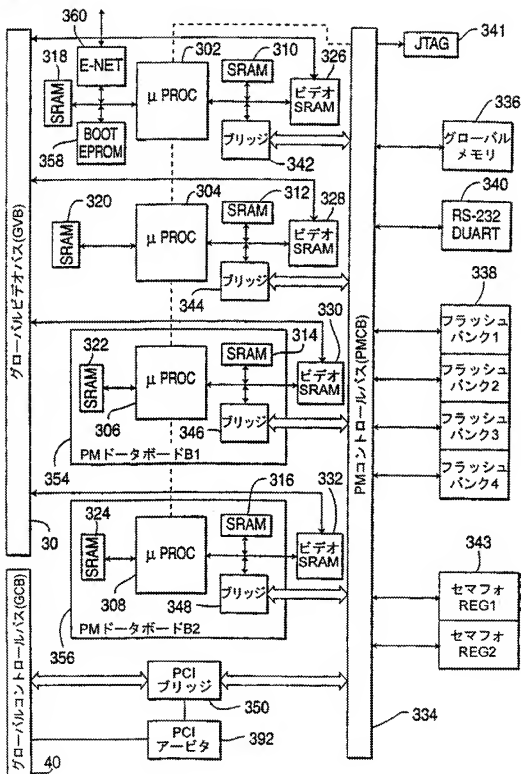 360
318
E-NET
302
310
326
JTAG
341
SRAM
μ PROC
SRAM
ビデオ
SRAM
336
グローバル
メモリ
BOOT
EPROM
ブリッジ
358
342
340
RS-232
DUART
304
312
328
320
SRAM
μ PROC
SRAM
ビデオ
SRAM
ブリッジ
344
338
グローバルビデオバス(GVB)
PMコントロールバス(PMCB)
330
322
314
SRAM
μ PROC
SRAM
ビデオ
SRAM
フラッシュ
バンク1
フラッシュ
バンク2
フラッシュ
バンク3
フラッシュ
バンク4
306
346
ブリッジ
354
PMドータボードB1
316
332
324
SRAM
μ PROC
SRAM
ビデオ
SRAM
30
308
348
ブリッジ
356
PMドータボードB2
343
セマフォ
REG1
セマフォ
REG2
グローバルコントロールバス(GCB)
PCI
ブリッジ
350
334
PCI
アービタ
392
40